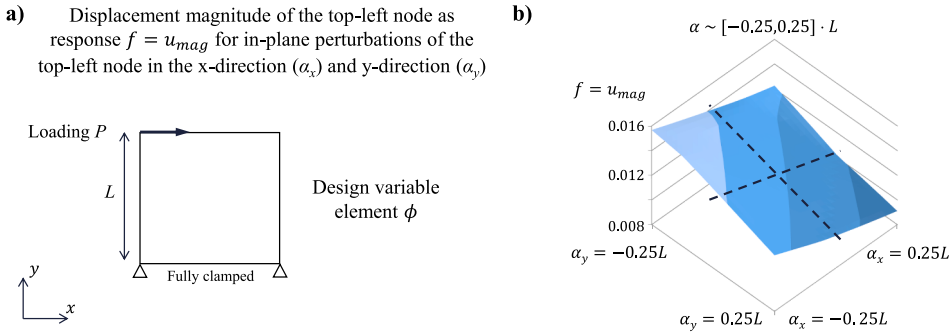 a)
Displacement magnitude of the top-left node as
response f = u_mag for in-plane perturbations of the
top-left node in the x-direction (α_x) and y-direction (α_y)
Loading P
L
Design variable
element ϕ
Fully clamped
y
x
b)
α ~ [−0.25,0.25] · L
f = u_mag
0.016
0.012
0.008
α_y = −0.25L
α_x = 0.25L
α_y = 0.25L
α_x = −0.25L